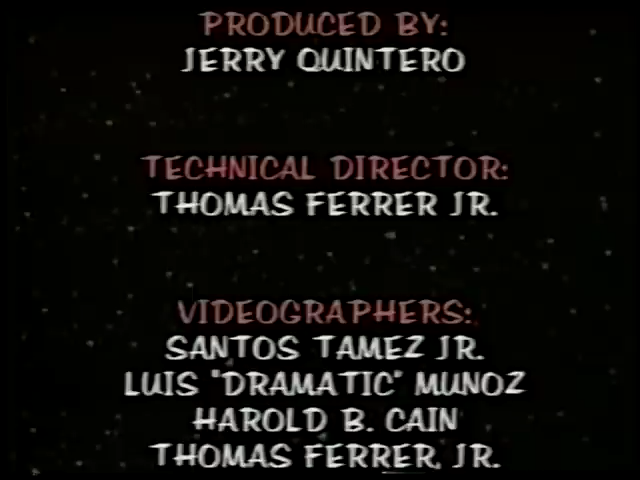 PRODUCED BY:
JERRY QUINTERO
TECHNICAL DIRECTOR:
THOMAS FERRER JR.
VIDEOGRAPHERS:
SANTOS TAMEZ JR.
LUIS "DRAMATIC" MUNOZ
HAROLD B. CAIN
THOMAS FERRER, JR.